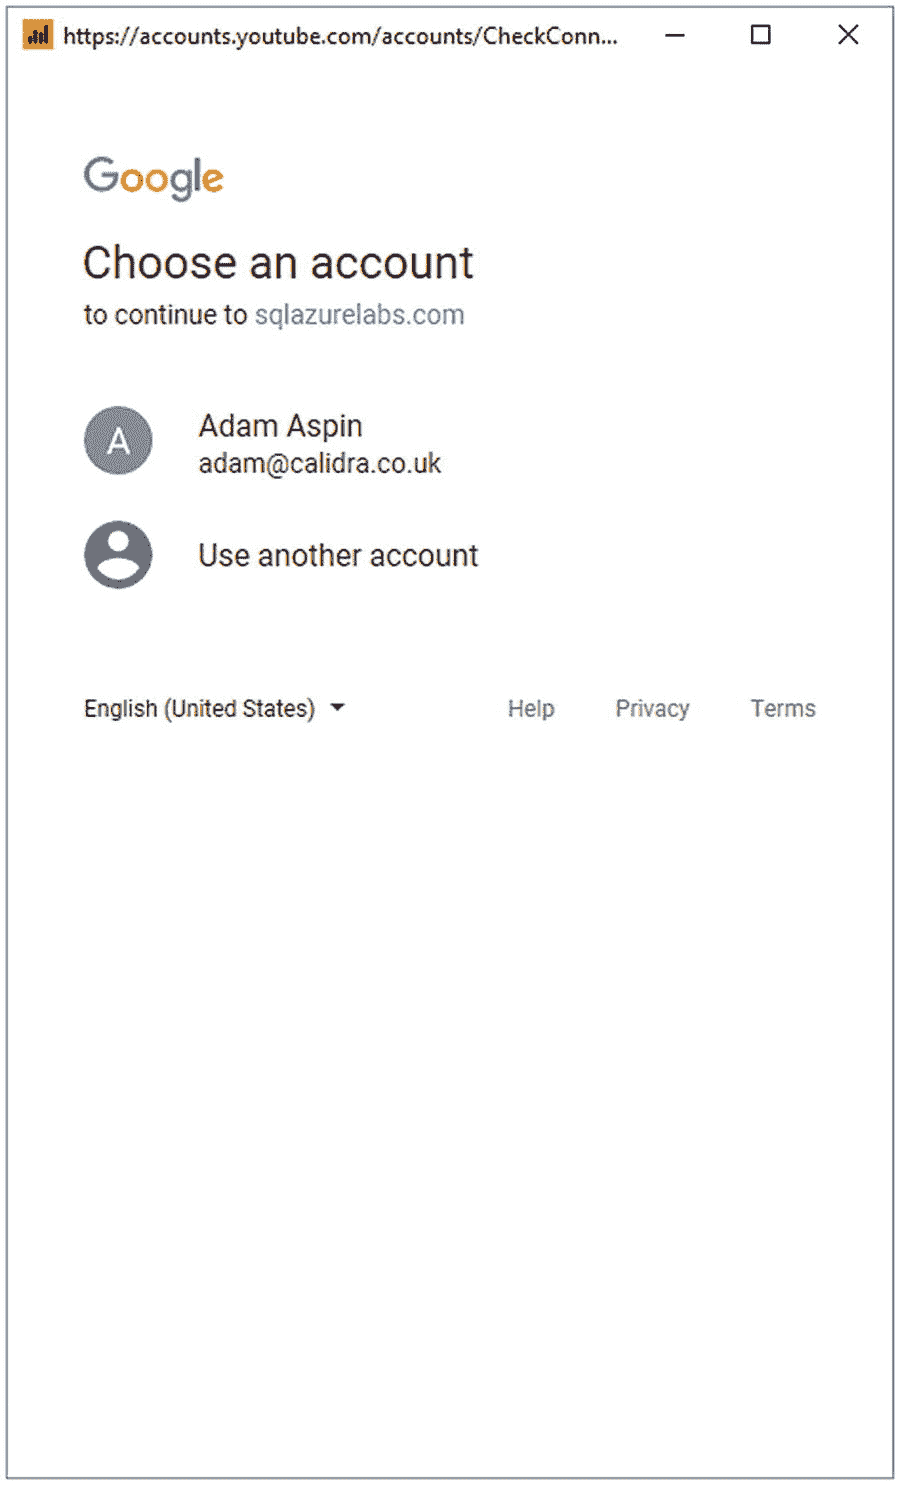 https://accounts.youtube.com/accounts/CheckConn...
Google
Choose an account
to continue to sqlazurelabs.com
A
Adam Aspin
adam@calidra.co.uk
Use another account
English (United States)
Help Privacy Terms